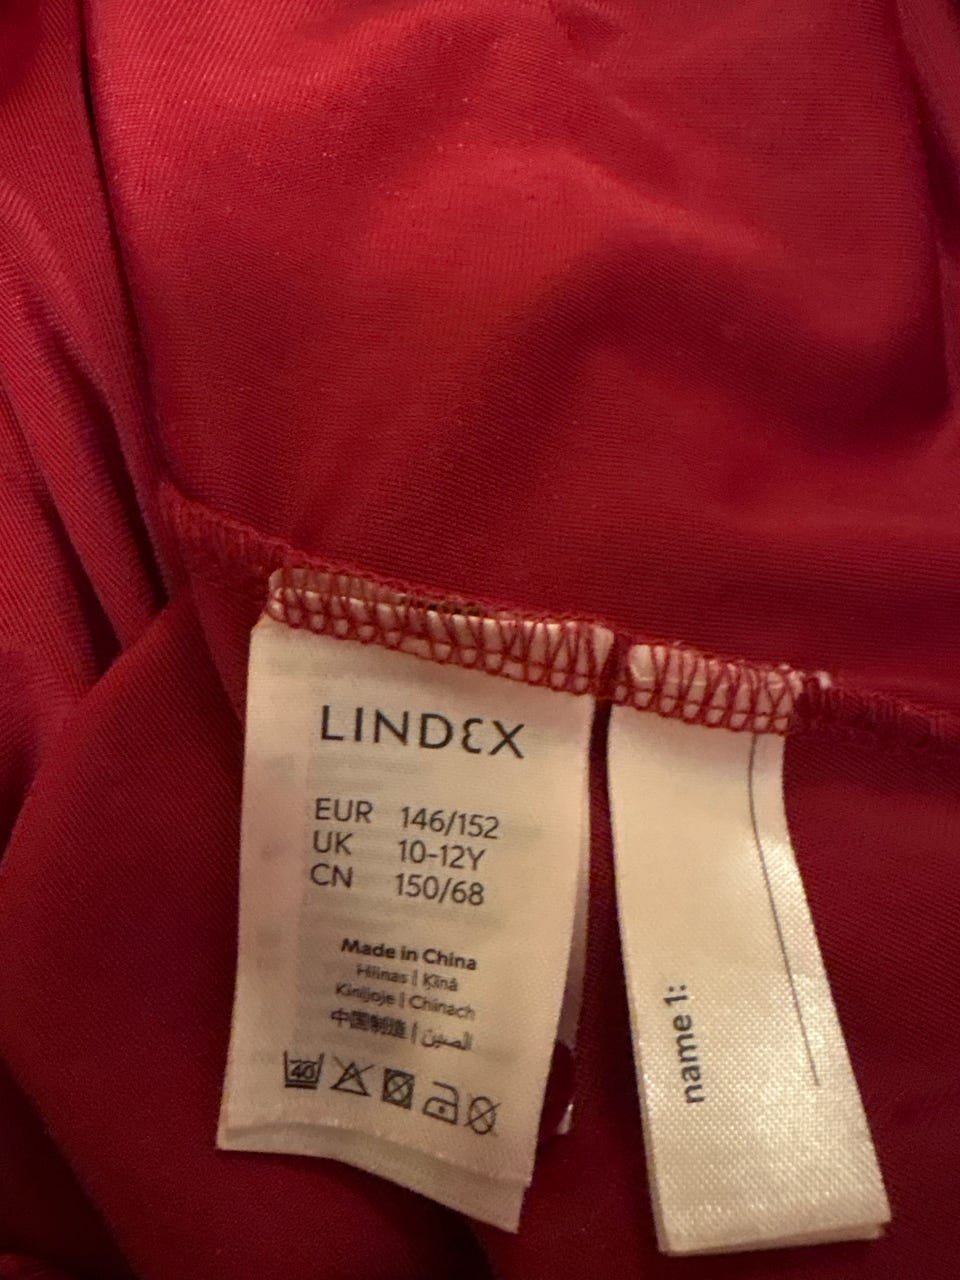 LINDEX
EUR 146/152
UK 10-12Y
CN 150/68
Made in China
Hiinas | Ķīnā
Kinijoje | Chinach
中国制造 | الصين
40
name 1: